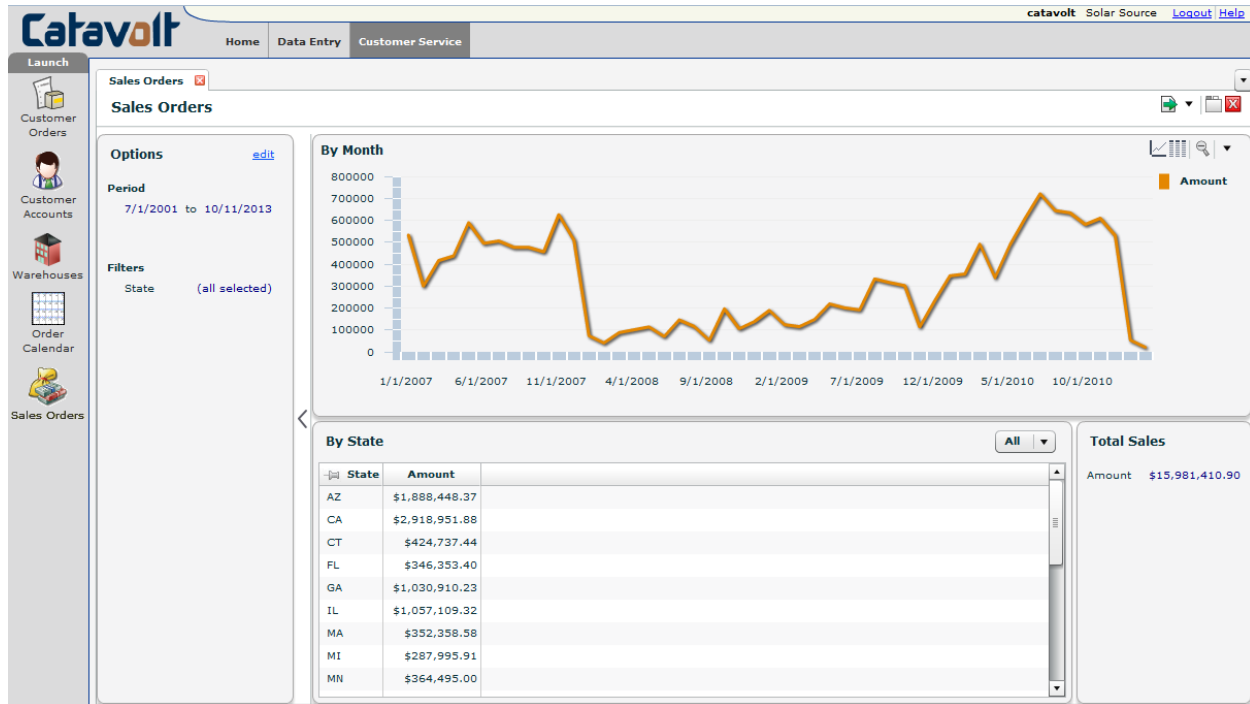 catavolt Solar Source Logout Help
Catavolt
Home Data Entry Customer Service
Launch
Customer Orders
Customer Accounts
Warehouses
Order Calendar
Sales Orders
Sales Orders
Sales Orders
Options edit
Period
7/1/2001 to 10/11/2013
Filters
State (all selected)
By Month
Amount
800000
700000
600000
500000
400000
300000
200000
100000
0
1/1/2007 6/1/2007 11/1/2007 4/1/2008 9/1/2008 2/1/2009 7/1/2009 12/1/2009 5/1/2010 10/1/2010
By State All
State Amount
AZ $1,888,448.37
CA $2,918,951.88
CT $424,737.44
FL $346,353.40
GA $1,030,910.23
IL $1,057,109.32
MA $352,358.58
MI $287,995.91
MN $364,495.00
Total Sales
Amount $15,981,410.90